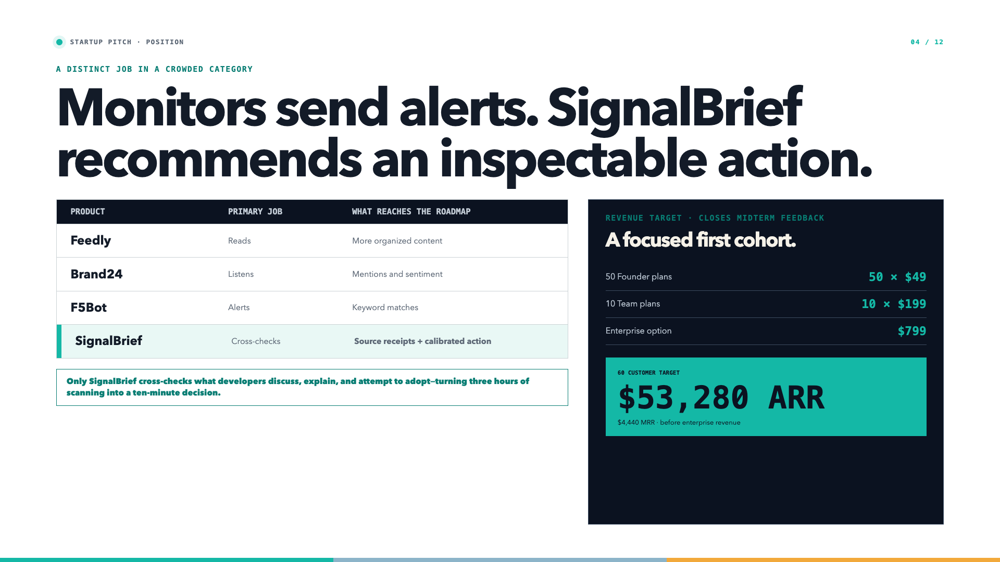 STARTUP PITCH · POSITION
04 / 12
A DISTINCT JOB IN A CROWDED CATEGORY
Monitors send alerts. SignalBrief
recommends an inspectable action.
PRODUCT PRIMARY JOB WHAT REACHES THE ROADMAP
Feedly Reads More organized content
Brand24 Listens Mentions and sentiment
F5Bot Alerts Keyword matches
SignalBrief Cross-checks Source receipts + calibrated action
Only SignalBrief cross-checks what developers discuss, explain, and attempt to adopt—turning three hours of
scanning into a ten-minute decision.
REVENUE TARGET · CLOSES MIDTERM FEEDBACK
A focused first cohort.
50 Founder plans 50 × $49
10 Team plans 10 × $199
Enterprise option $799
60 CUSTOMER TARGET
$53,280 ARR
$4,440 MRR · before enterprise revenue